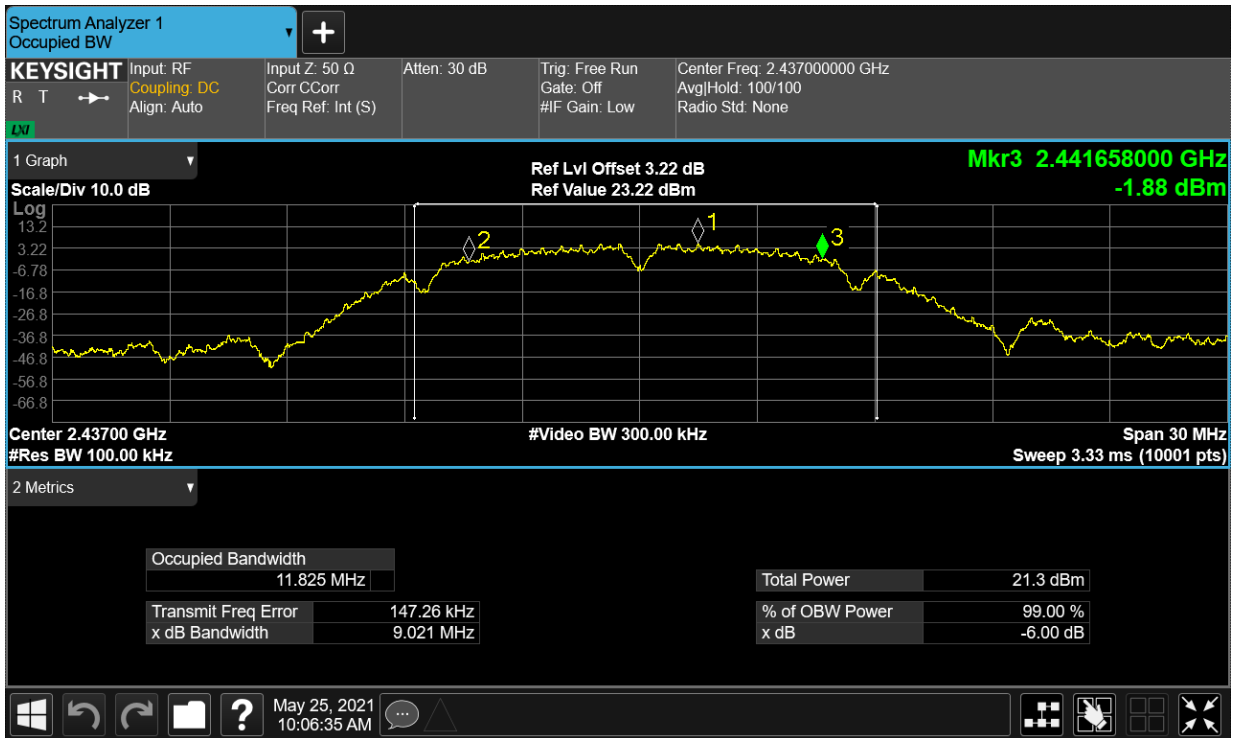 Spectrum Analyzer 1
Occupied BW
KEYSIGHT
R T
LXI
Input: RF
Coupling: DC
Align: Auto
Input Z: 50 Ω
Corr CCorr
Freq Ref: Int (S)
Atten: 30 dB
Trig: Free Run
Gate: Off
#IF Gain: Low
Center Freq: 2.437000000 GHz
Avg|Hold: 100/100
Radio Std: None
1 Graph
Scale/Div 10.0 dB
Ref Lvl Offset 3.22 dB
Ref Value 23.22 dBm
Mkr3 2.441658000 GHz
-1.88 dBm
Log
13.2
3.22
-6.78
-16.8
-26.8
-36.8
-46.8
-56.8
-66.8
2
1
3
Center 2.43700 GHz
#Video BW 300.00 kHz
Span 30 MHz
#Res BW 100.00 kHz
Sweep 3.33 ms (10001 pts)
2 Metrics
Occupied Bandwidth
11.825 MHz
Total Power 21.3 dBm
Transmit Freq Error 147.26 kHz
% of OBW Power 99.00 %
x dB Bandwidth 9.021 MHz
x dB -6.00 dB
?
May 25, 2021
10:06:35 AM